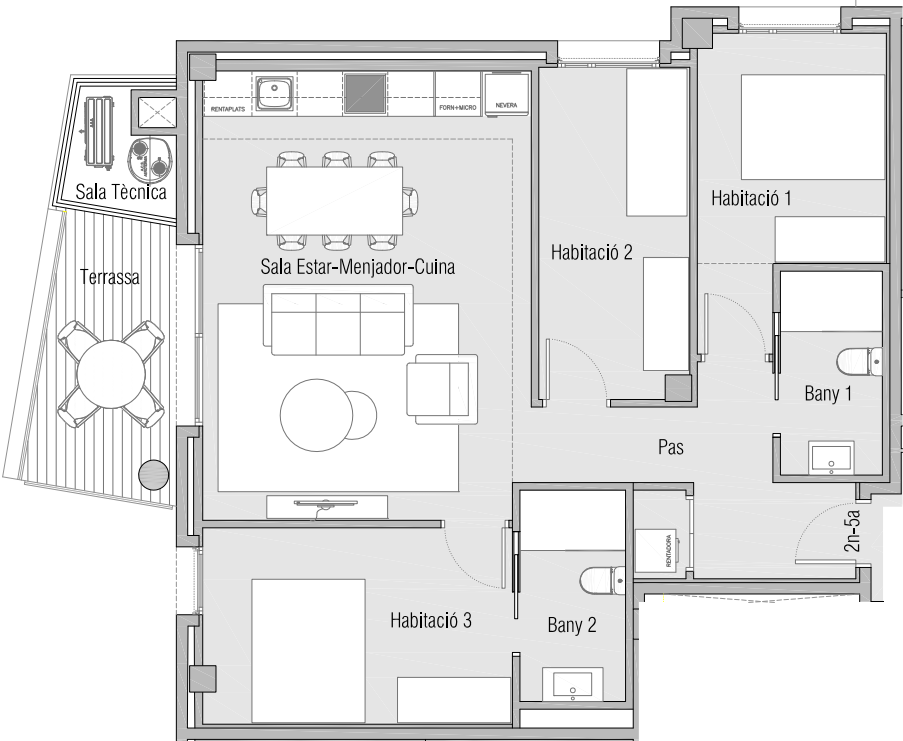 RENTAPLATS
FORN+MICRO
NEVERA
Sala Tècnica
Habitació 1
Habitació 2
Sala Estar-Menjador-Cuina
Terrassa
Bany 1
Pas
2n-5a
RENTADORA
Habitació 3
Bany 2